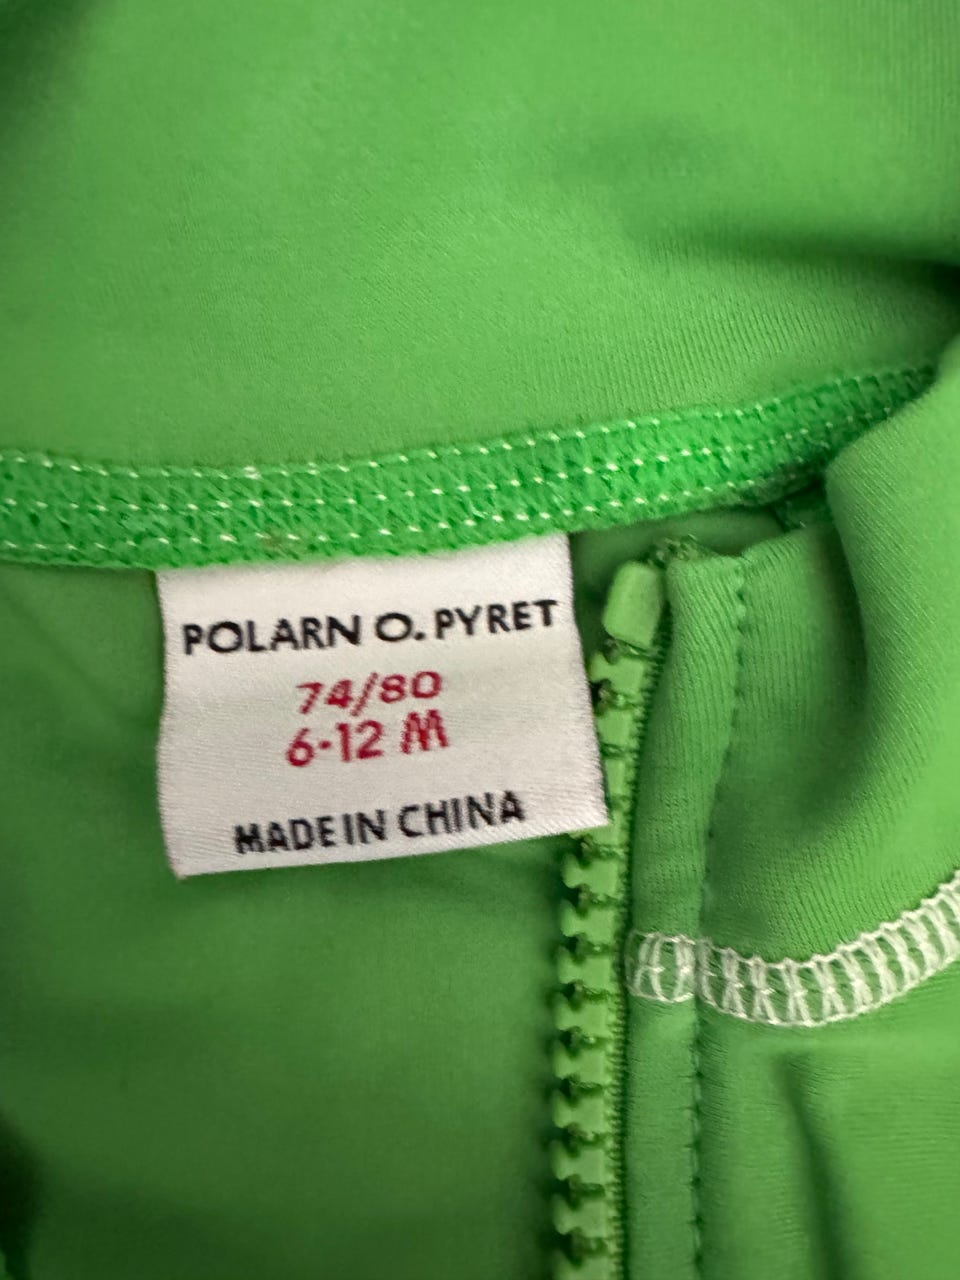 POLARN O. PYRET
74/80
6-12 M
MADE IN CHINA